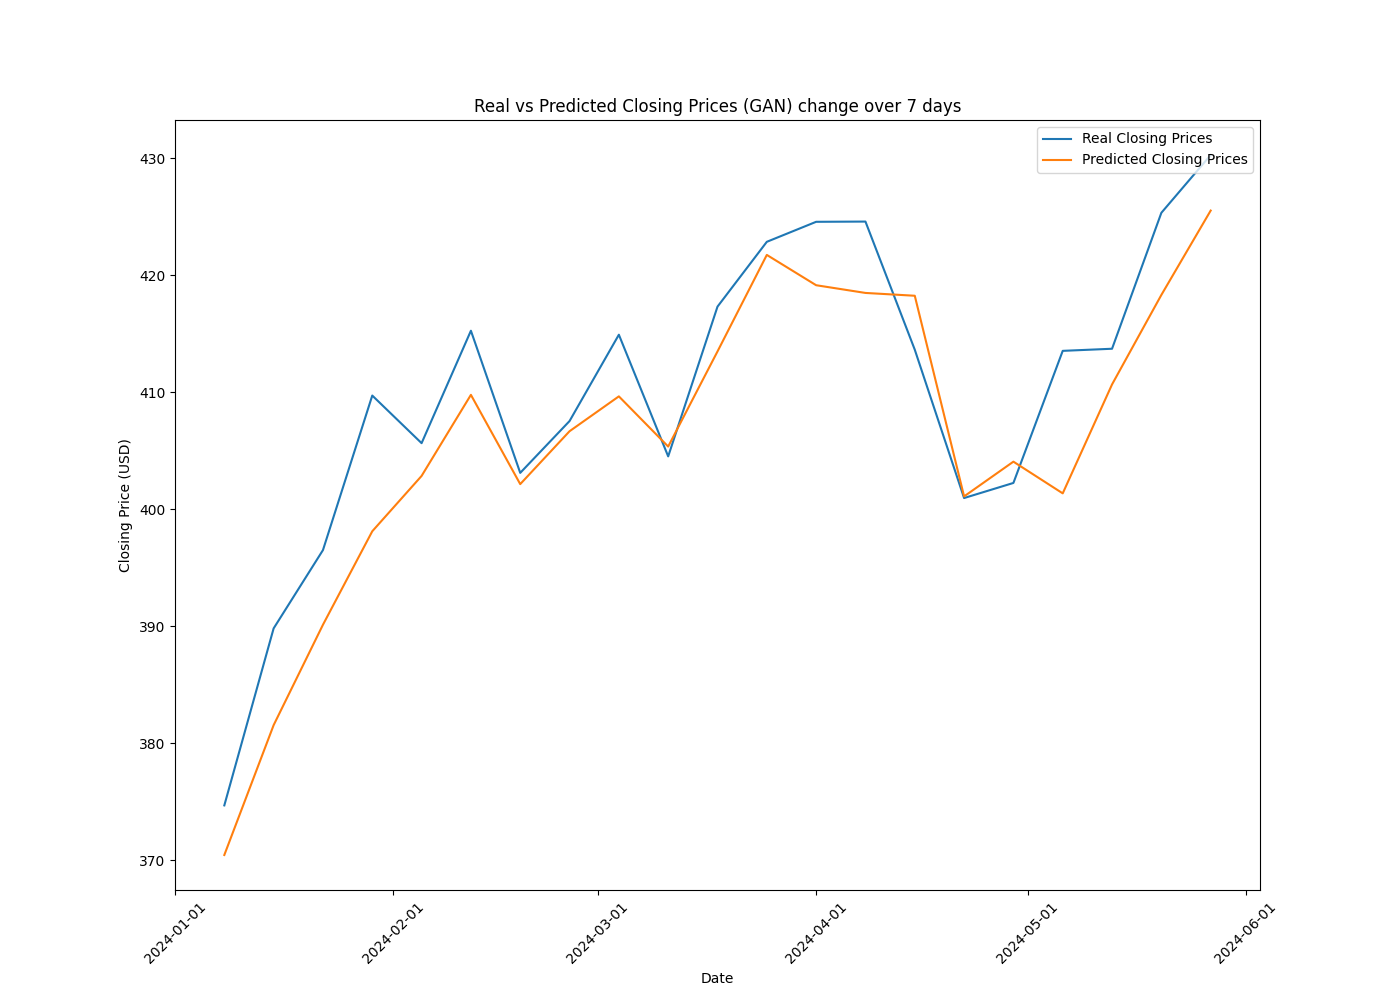 Real vs Predicted Closing Prices (GAN) change over 7 days
Real Closing Prices
Predicted Closing Prices
Closing Price (USD)
430
420
410
400
390
380
370
2024-01-01
2024-02-01
2024-03-01
2024-04-01
2024-05-01
2024-06-01
Date